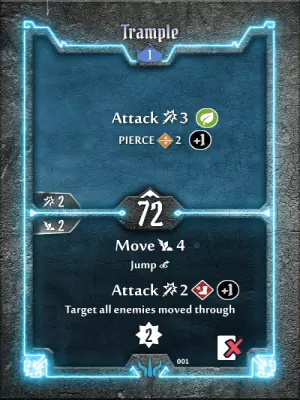 Trample
1
Attack 3
PIERCE 2 +1
2
72
2
Move 4
Jump
Attack 2 +1
Target all enemies moved through
2
001